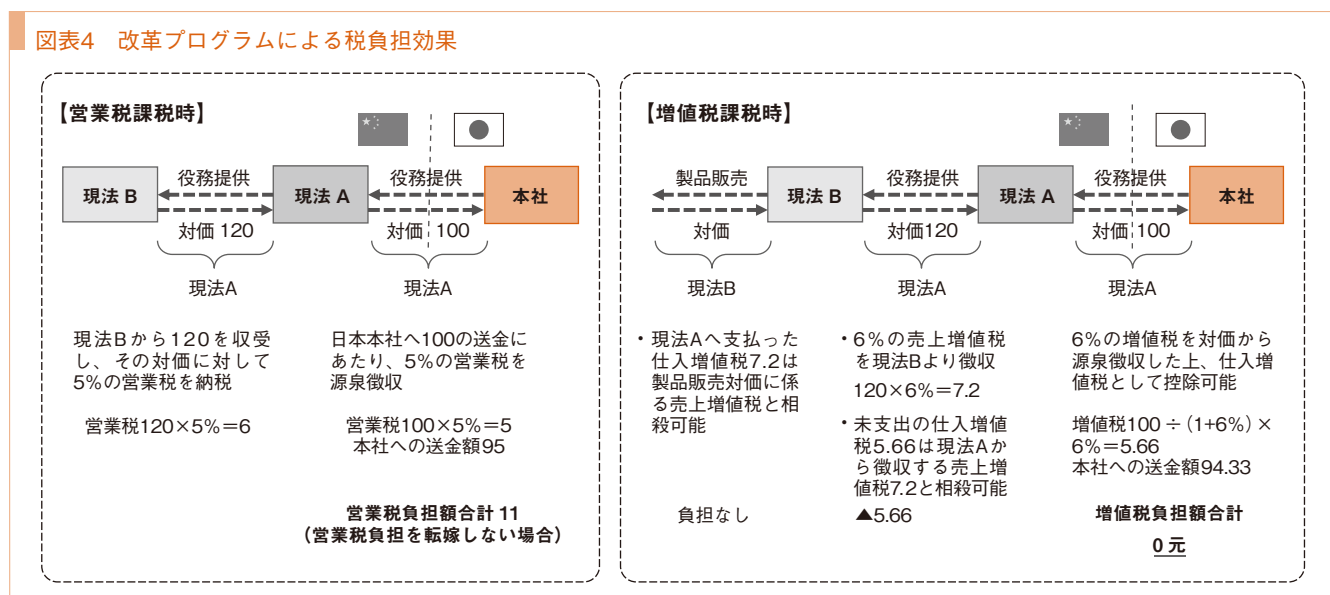 図表4 改革プログラムによる税負担効果
【営業税課税時】
現法 B
役務提供
対価 120
現法 A
役務提供
対価 100
本社
現法A
現法A
現法Bから120を収受
し、その対価に対して
5%の営業税を納税
営業税120×5%=6
日本本社へ100の送金に
あたり、5%の営業税を
源泉徴収
営業税100×5%=5
本社への送金額95
営業税負担額合計 11
(営業税負担を転嫁しない場合)
【増値税課税時】
製品販売
対価
現法 B
役務提供
対価120
現法 A
役務提供
対価 100
本社
現法B
現法A
現法A
・現法Aへ支払った
仕入増値税7.2は
製品販売対価に係
る売上増値税と相
殺可能
負担なし
・6%の売上増値税
を現法Bより徴収
120×6%=7.2
・未支出の仕入増値
税5.66は現法Aか
ら徴収する売上増
値税7.2と相殺可能
▲5.66
6%の増値税を対価から
源泉徴収した上、仕入増
値税として控除可能
増値税100÷(1+6%)×
6%=5.66
本社への送金額94.33
増値税負担額合計
0 元